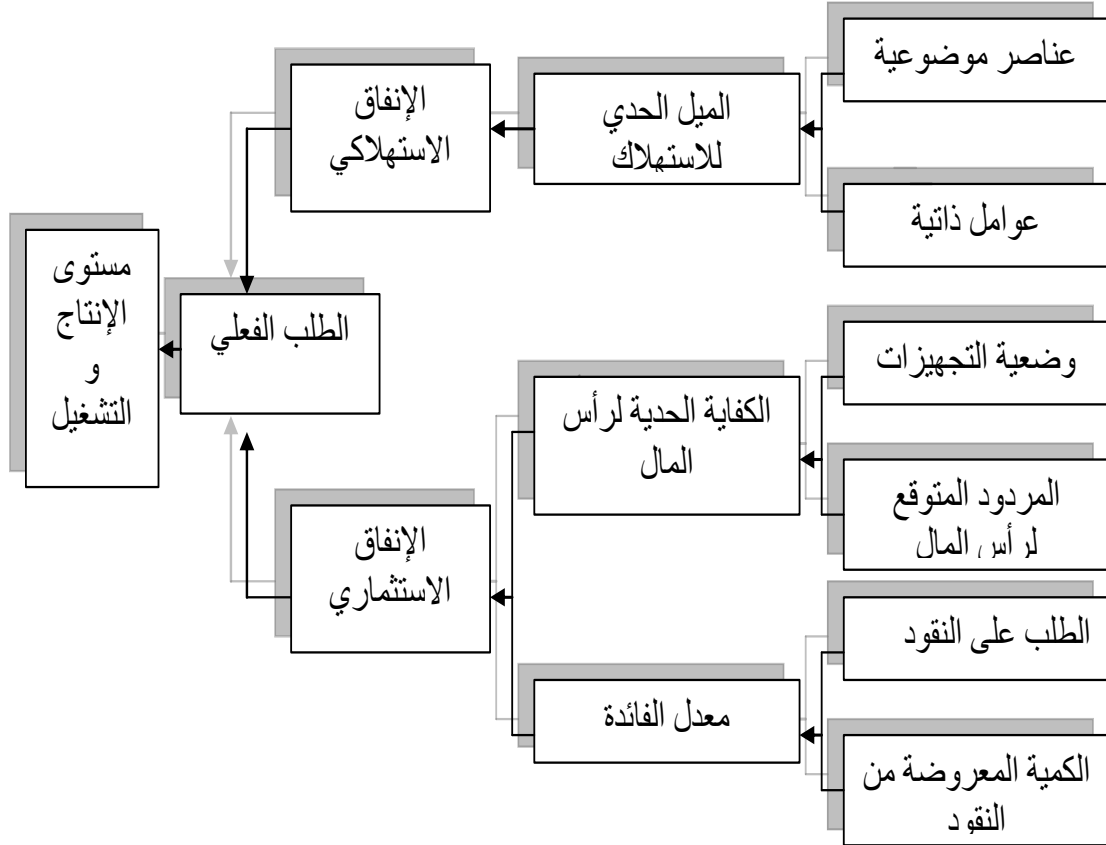 عناصر موضوعية
عوامل ذاتية
الميل الحدي
للاستهلاك
الإنفاق
الاستهلاكي
وضعية التجهيزات
المردود المتوقع
لرأس المال
الكفاية الحدية لرأس
المال
الطلب على النقود
الكمية المعروضة من
النقود
معدل الفائدة
الإنفاق
الاستثماري
الطلب الفعلي
مستوى
الإنتاج
و
التشغيل